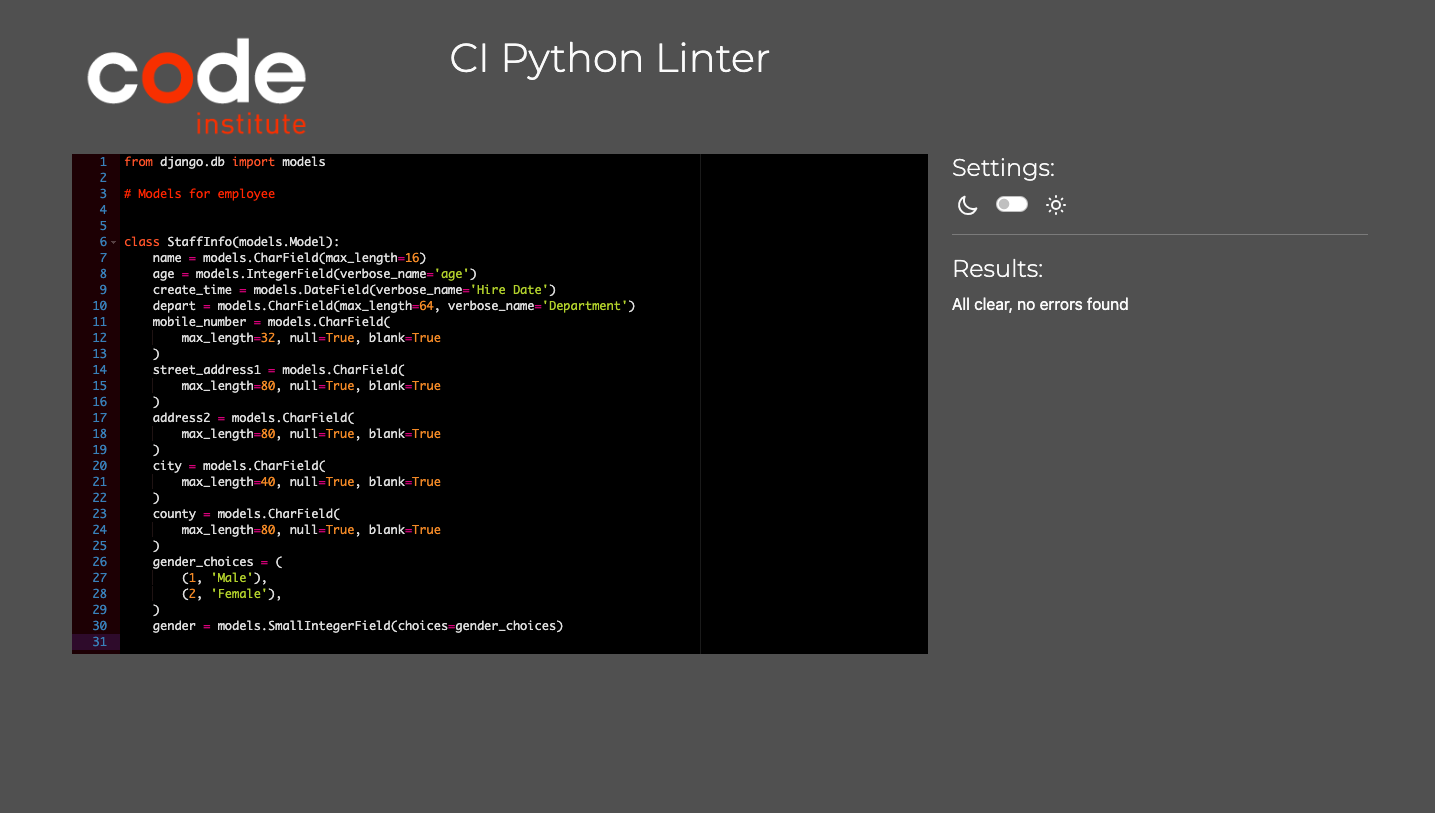 code
institute
CI Python Linter
1 from django.db import models
2
3 # Models for employee
4
5
6 class StaffInfo(models.Model):
7     name = models.CharField(max_length=16)
8     age = models.IntegerField(verbose_name='age')
9     create_time = models.DateField(verbose_name='Hire Date')
10     depart = models.CharField(max_length=64, verbose_name='Department')
11     mobile_number = models.CharField(
12         max_length=32, null=True, blank=True
13     )
14     street_address1 = models.CharField(
15         max_length=80, null=True, blank=True
16     )
17     address2 = models.CharField(
18         max_length=80, null=True, blank=True
19     )
20     city = models.CharField(
21         max_length=40, null=True, blank=True
22     )
23     county = models.CharField(
24         max_length=80, null=True, blank=True
25     )
26     gender_choices = (
27         (1, 'Male'),
28         (2, 'Female'),
29     )
30     gender = models.SmallIntegerField(choices=gender_choices)
31
Settings:
Results:
All clear, no errors found